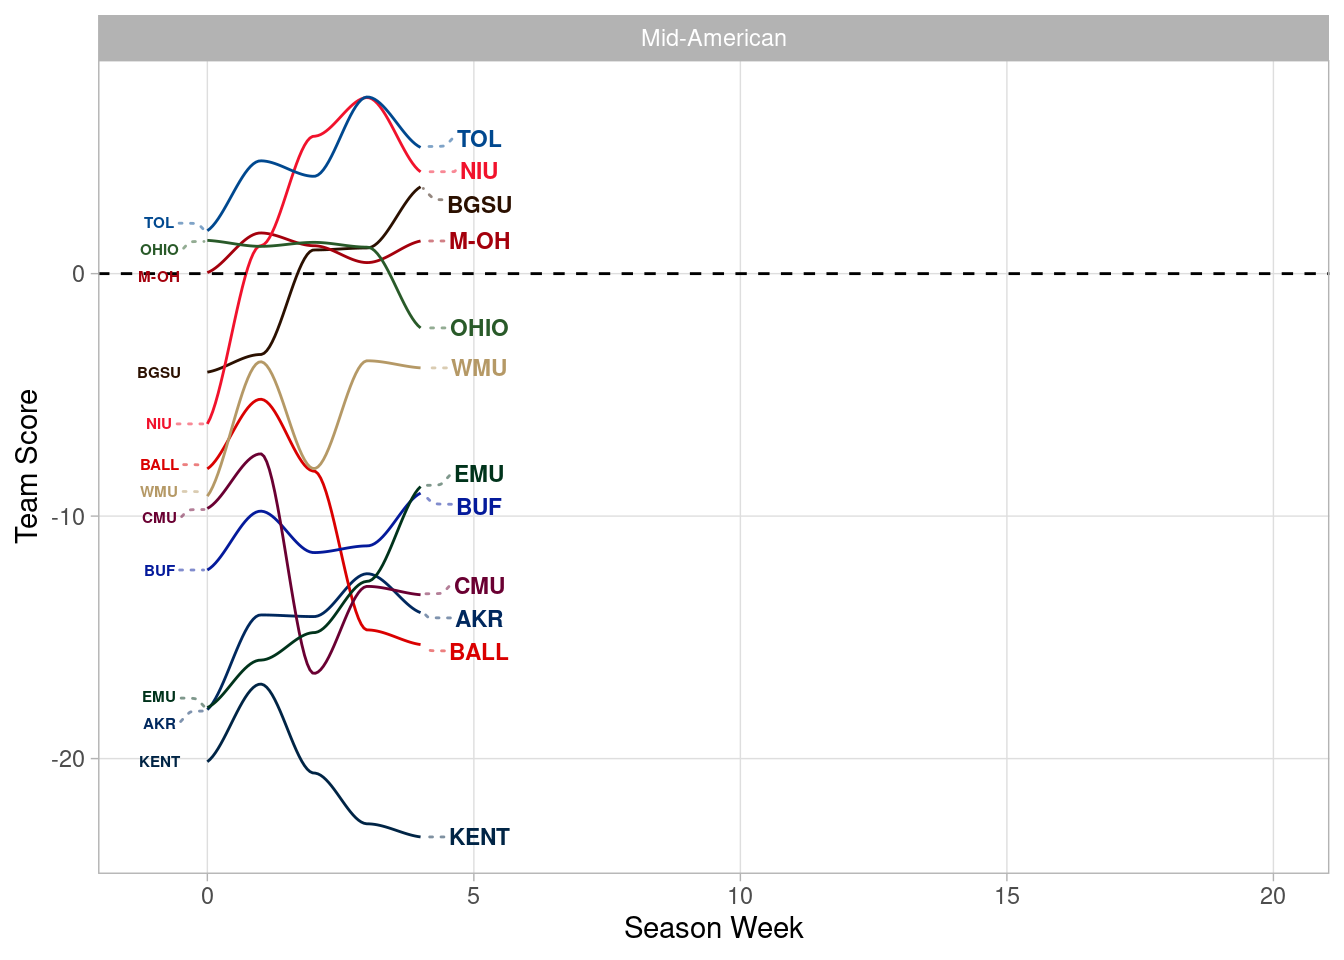 Mid-American
Team Score
0
-10
-20
TOL
OHIO
M-OH
BGSU
NIU
BALL
WMU
CMU
BUF
EMU
AKR
KENT
TOL
NIU
BGSU
M-OH
OHIO
WMU
EMU
BUF
CMU
AKR
BALL
KENT
0 5 10 15 20
Season Week